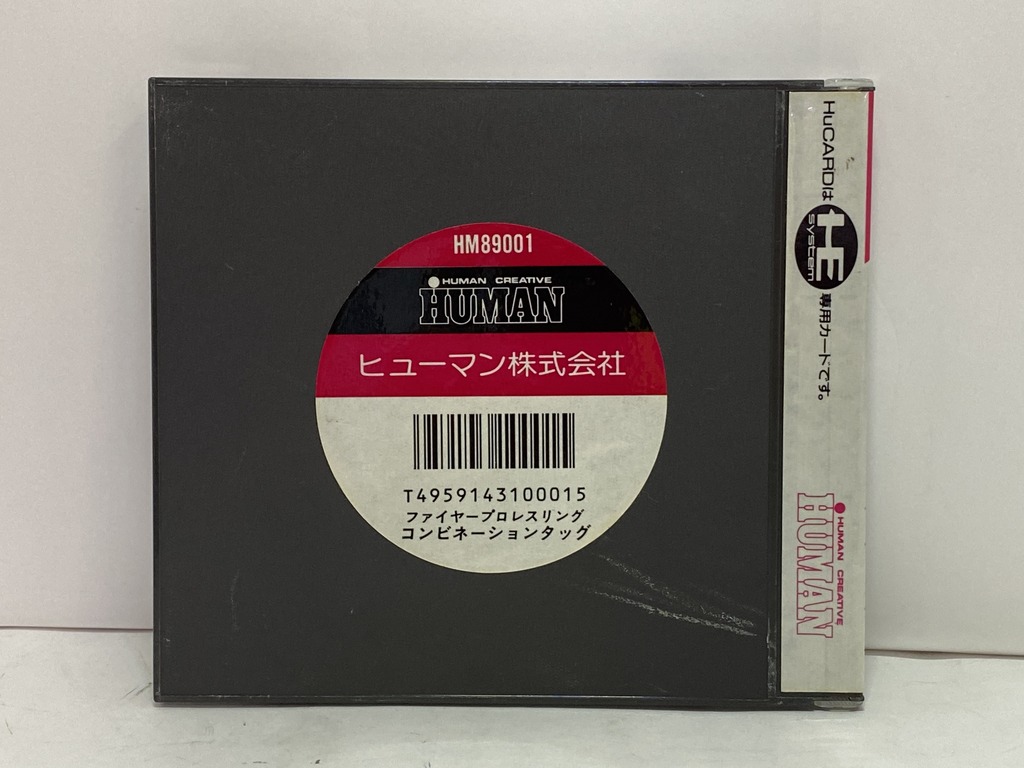 HM89001
HUMAN CREATIVE
HUMAN
ヒューマン株式会社
T4959143100015
ファイヤープロレスリング
コンビネーションタッグ
HuCARDは HE system 専用カードです。
HUMAN CREATIVE
HUMAN